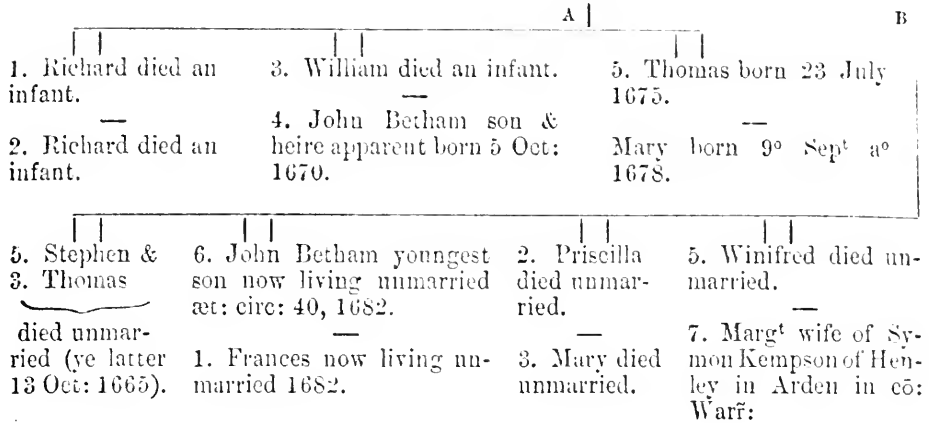 A B
1. Richard died an
infant.
2. Richard died an
infant.
3. William died an infant.
4. John Betham son &
heire apparent born 5 Oct:
1670.
5. Thomas born 23 July
1675.
Mary born 9º Sepᵗ aº
1678.
5. Stephen &
3. Thomas
died unmar-
ried (ye latter
13 Oct: 1665).
6. John Betham youngest
son now living unmarried
æt: circ: 40, 1682.
1. Frances now living un-
married 1682.
2. Priscilla
died unmar-
ried.
3. Mary died
unmarried.
5. Winifred died un-
married.
7. Margᵗ wife of Sy-
mon Kempson of Hen-
ley in Arden in cō:
Warr̃: